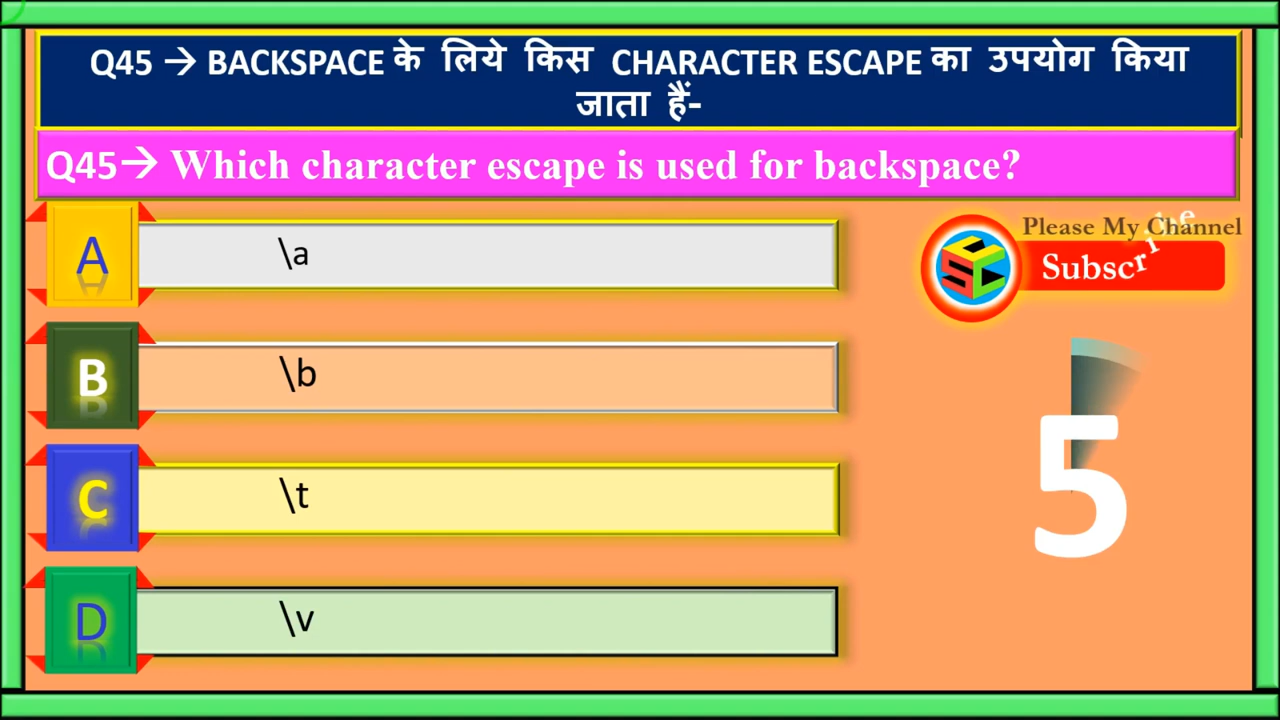 Q45 → BACKSPACE के लिये किस CHARACTER ESCAPE का उपयोग किया
जाता हैं-
Q45→ Which character escape is used for backspace?
A \a
Please My Channel
Subscribe
B \b
5
C \t
D \v